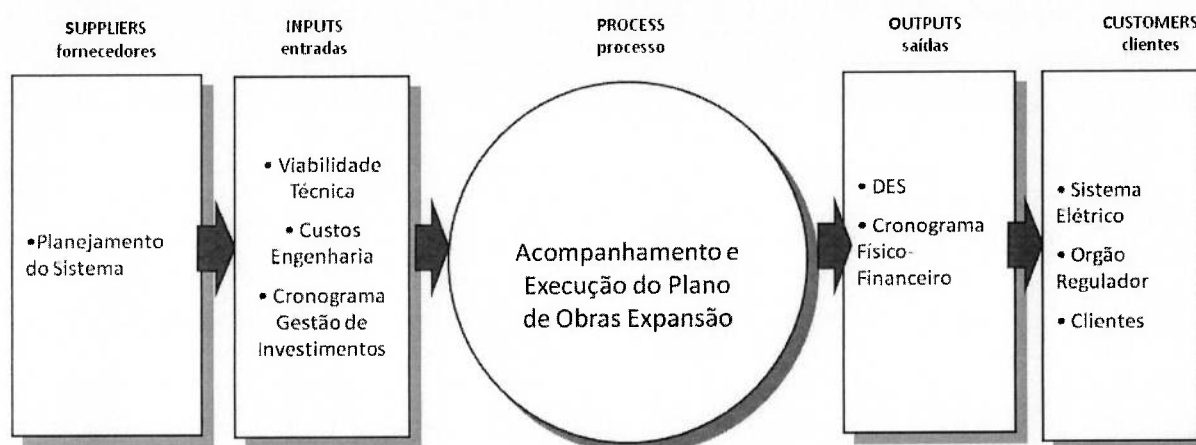 SUPPLIERS
fornecedores
INPUTS
entradas
PROCESS
processo
OUTPUTS
saídas
CUSTOMERS
clientes
•Planejamento
do Sistema
• Viabilidade
Técnica
• Custos
Engenharia
• Cronograma
Gestão de
Investimentos
Acompanhamento e
Execução do Plano
de Obras Expansão
• DES
• Cronograma
Físico-
Financeiro
• Sistema
Elétrico
• Orgão
Regulador
• Clientes